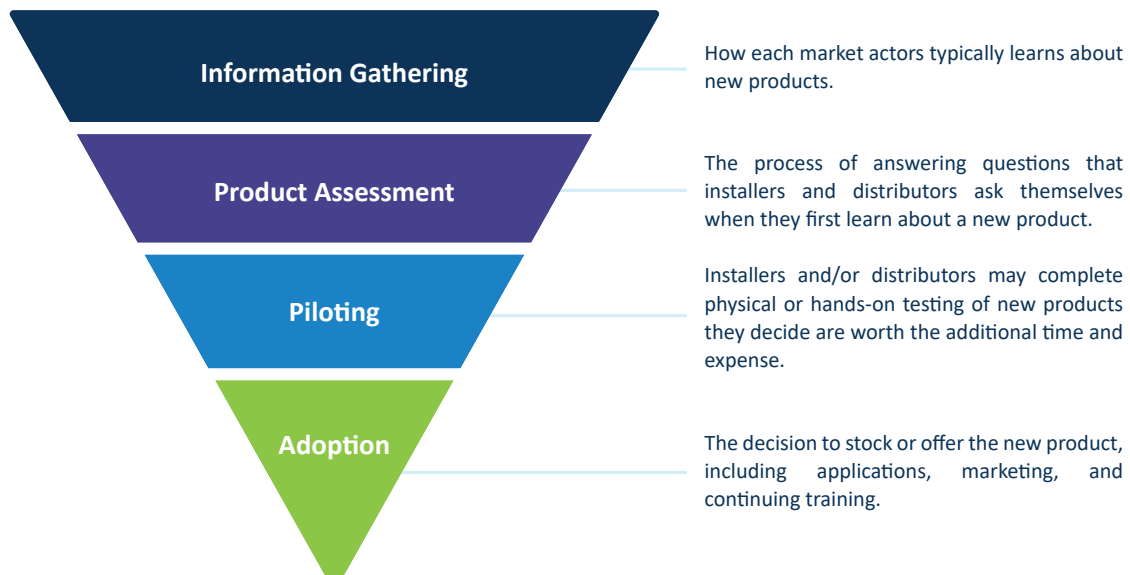 Information Gathering
How each market actors typically learns about
new products.
Product Assessment
The process of answering questions that
installers and distributors ask themselves
when they first learn about a new product.
Piloting
Installers and/or distributors may complete
physical or hands-on testing of new products
they decide are worth the additional time and
expense.
Adoption
The decision to stock or offer the new product,
including applications, marketing, and
continuing training.